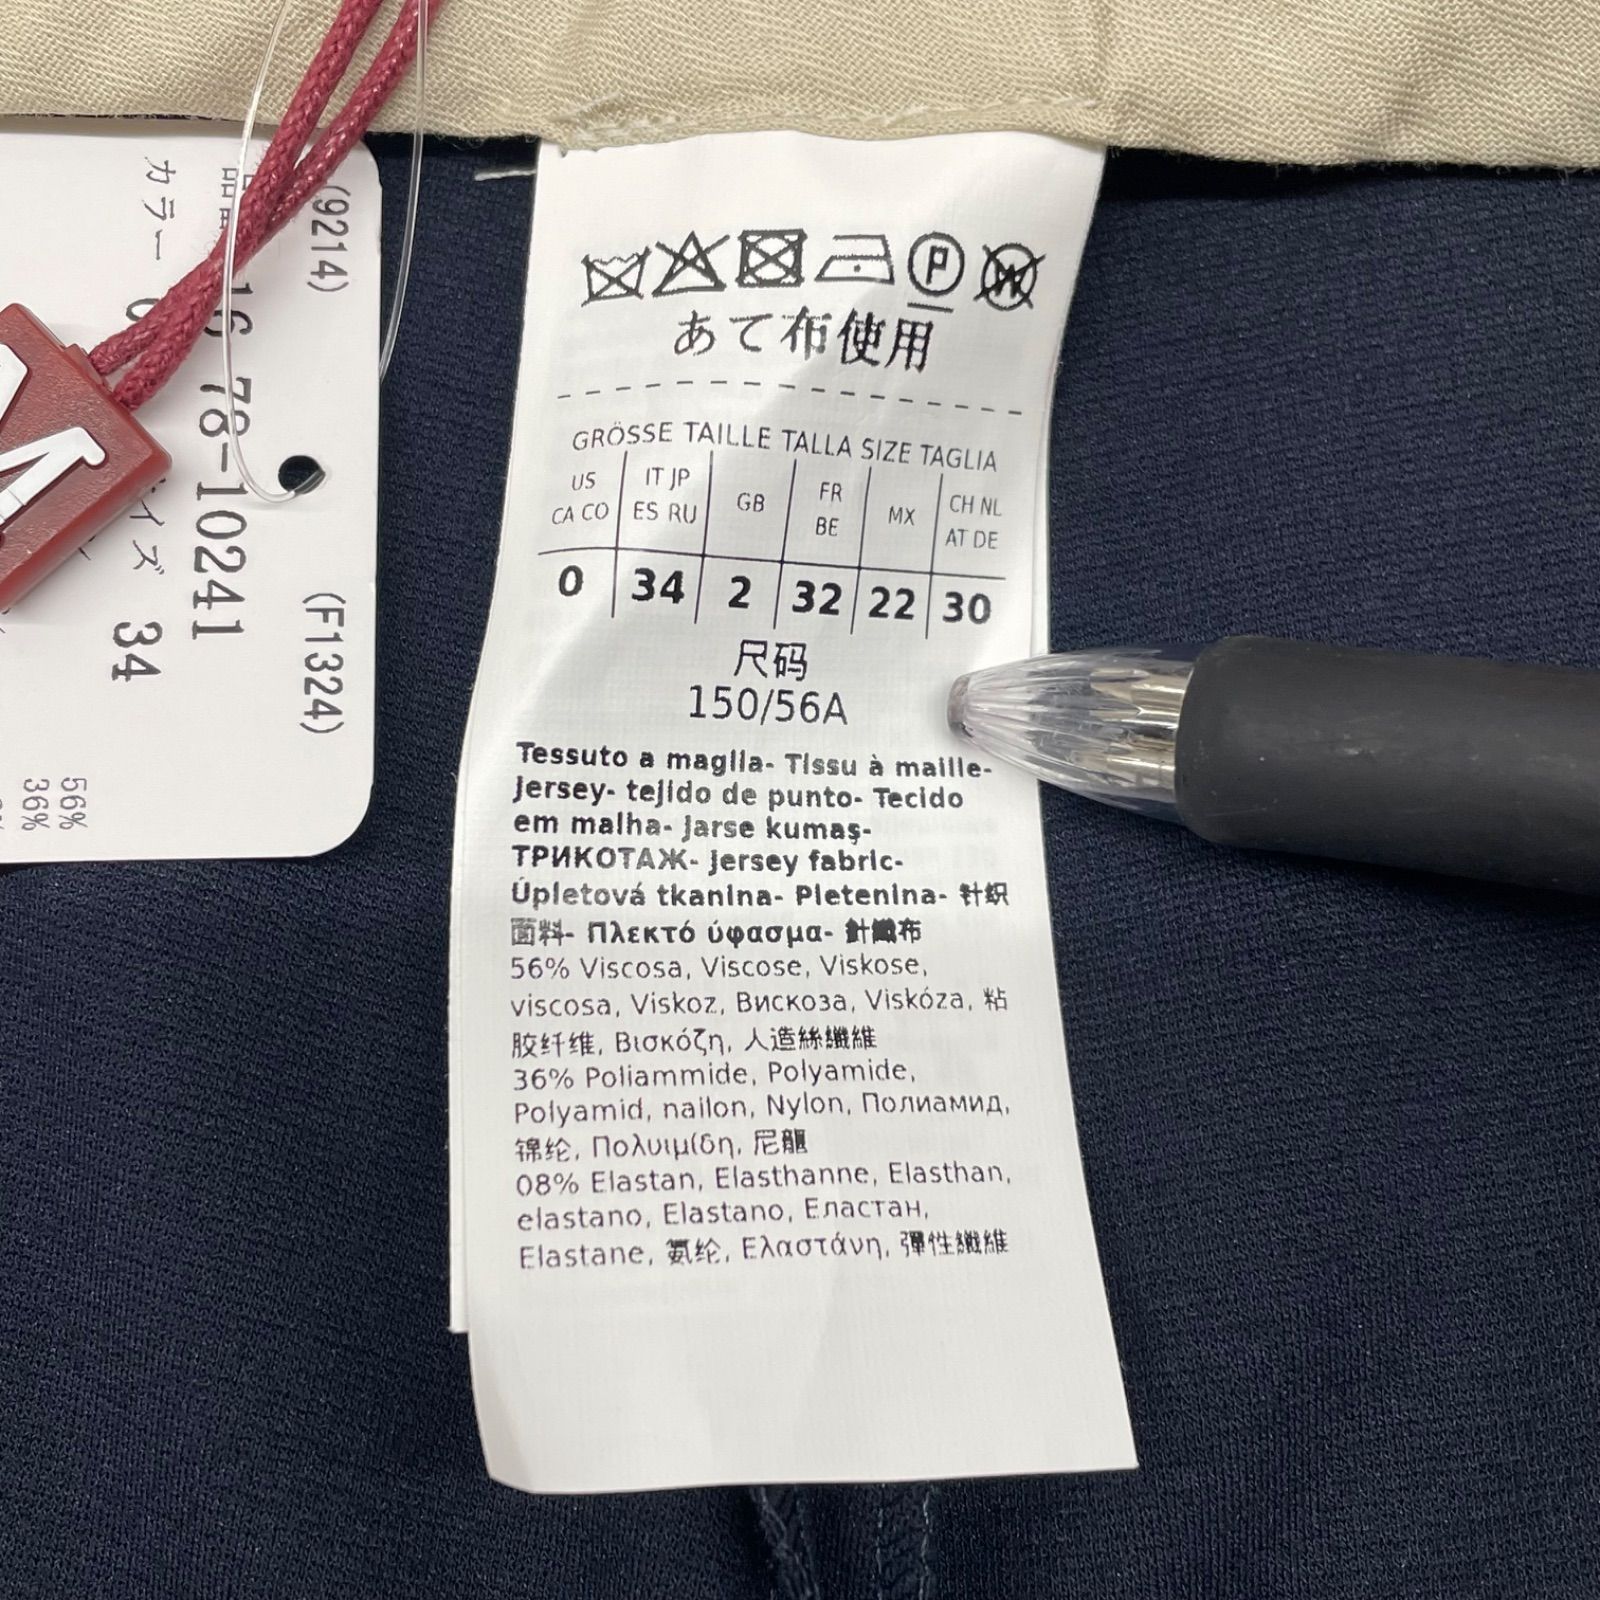 あて布使用
GRÖSSE TAILLE TALLA SIZE TAGLIA
US CA CO IT JP ES RU GB FR BE MX CH NL AT DE
0 34 2 32 22 30
尺码
150/56A
Tessuto a maglia- Tissu à maille-
Jersey- tejido de punto- Tecido
em malha- Jarse kumaş-
ТРИКОТАЖ- Jersey fabric-
Úpletová tkanina- Pletenina- 针织
面料- Πλεκτό ύφασμα- 針織布
56% Viscosa, Viscose, Viskose,
viscosa, Viskoz, Вискоза, Viskóza, 粘
胶纤维, Βισκόζη, 人造絲纖維
36% Poliammide, Polyamide,
Polyamid, nailon, Nylon, Полиамид,
锦纶, Πολυιμίδη, 尼龍
08% Elastan, Elasthanne, Elasthan,
elastano, Elastano, Еластан,
Elastane, 氨纶, Ελαστάνη, 彈性纖維
(9214)
(F1324)
16 78-10241
カラー
イズ 34
56%
36%